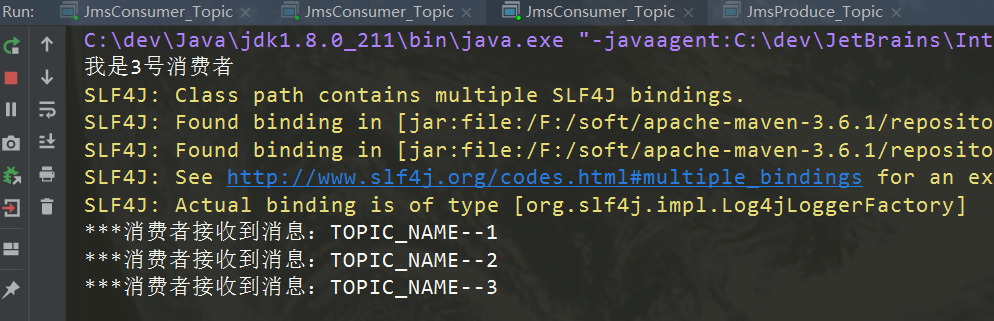 Run: JmsConsumer_Topic × JmsConsumer_Topic × JmsConsumer_Topic × JmsProduce_Topic ×
C:\dev\Java\jdk1.8.0_211\bin\java.exe "-javaagent:C:\dev\JetBrains\Int
我是3号消费者
SLF4J: Class path contains multiple SLF4J bindings.
SLF4J: Found binding in [jar:file:/F:/soft/apache-maven-3.6.1/reposito
SLF4J: Found binding in [jar:file:/F:/soft/apache-maven-3.6.1/reposito
SLF4J: See http://www.slf4j.org/codes.html#multiple_bindings for an ex
SLF4J: Actual binding is of type [org.slf4j.impl.Log4jLoggerFactory]
***消费者接收到消息：TOPIC_NAME--1
***消费者接收到消息：TOPIC_NAME--2
***消费者接收到消息：TOPIC_NAME--3